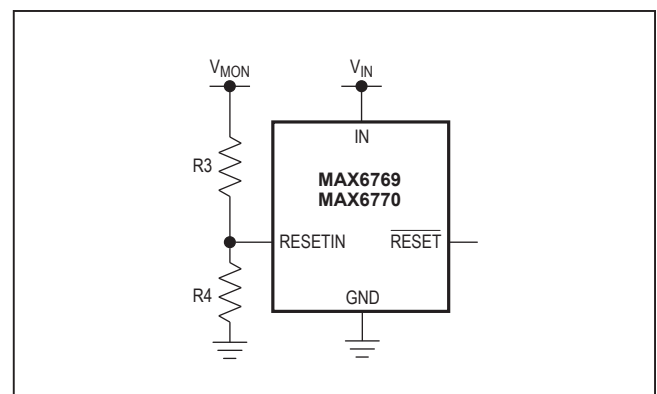 VMON
VIN
IN
R3
MAX6769
MAX6770
RESETIN
RESET
R4
GND